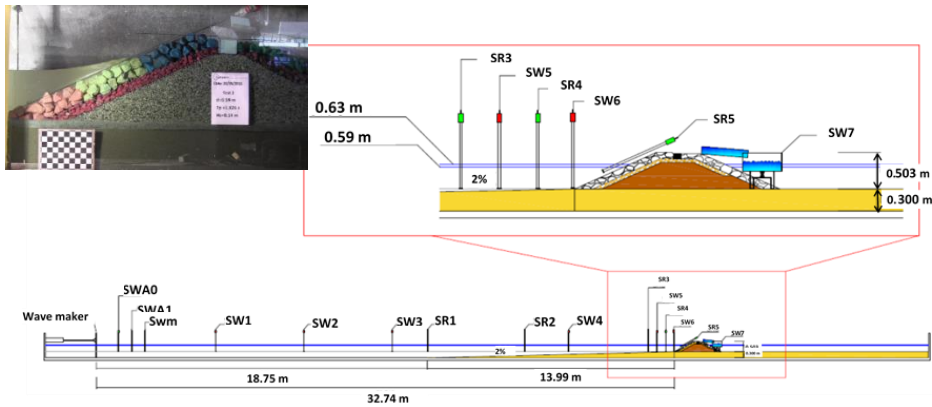 SR3
SW5
SR4
SW6
SR5
SW7
0.63 m
0.59 m
2%
0.503 m
0.300 m
SWA0
SWA1
Swm
Wave maker
SW1
SW2
SW3
SR1
SR2
SW4
SR3
SW5
SR4
SW6
SR5
SW7
2%
18.75 m
13.99 m
32.74 m